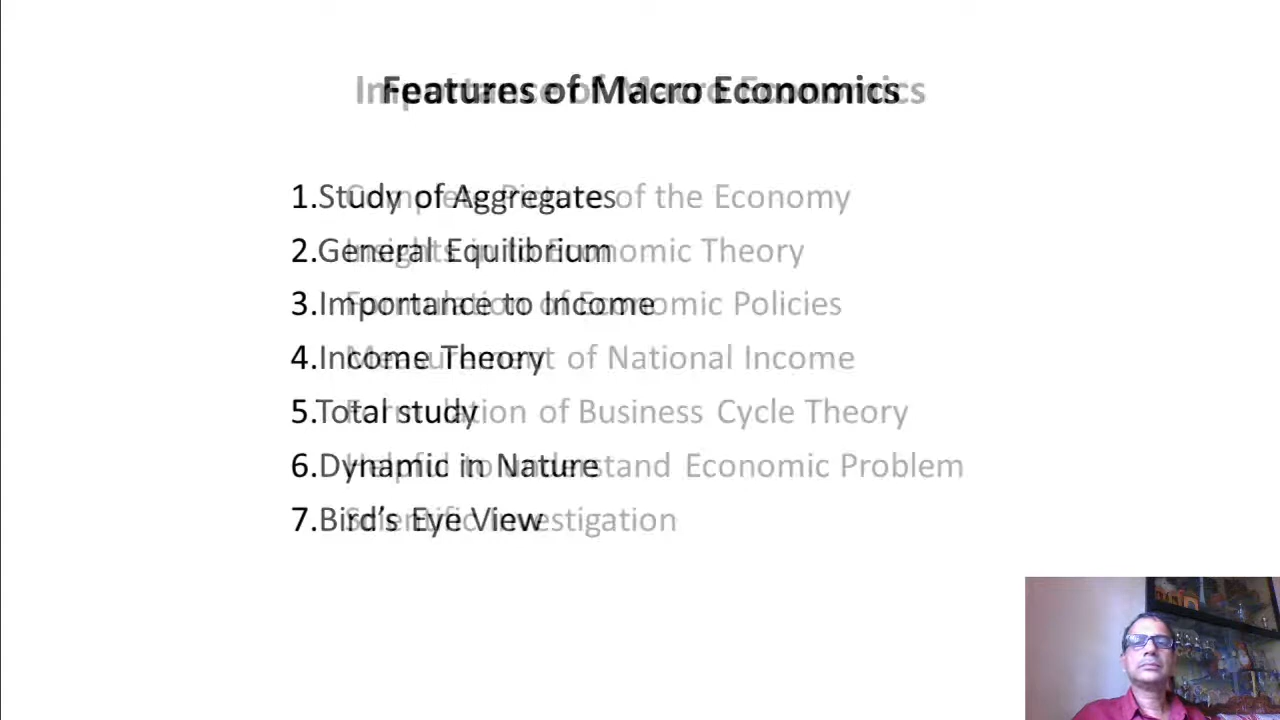 Features of Macro Economics
Importance of Macro Economics
1.Study of Aggregates
2.General Equilibrium
3.Importance to Income
4.Income Theory
5.Total study
6.Dynamic in Nature
7.Bird's Eye View
Complete Picture of the Economy
Insights into Economic Theory
Formulation of Economic Policies
Measurement of National Income
Formulation of Business Cycle Theory
Helpful to understand Economic Problem
Scientific Investigation